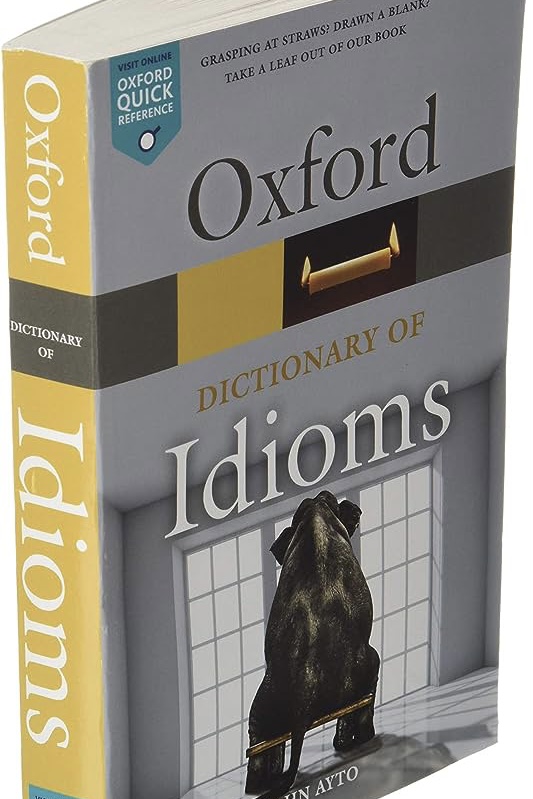 VISIT ONLINE
OXFORD
QUICK
REFERENCE
GRASPING AT STRAWS? DRAWN A BLANK?
TAKE A LEAF OUT OF OUR BOOK
Oxford
DICTIONARY OF
Idioms
AYTO
Oxford
DICTIONARY
OF
Idioms